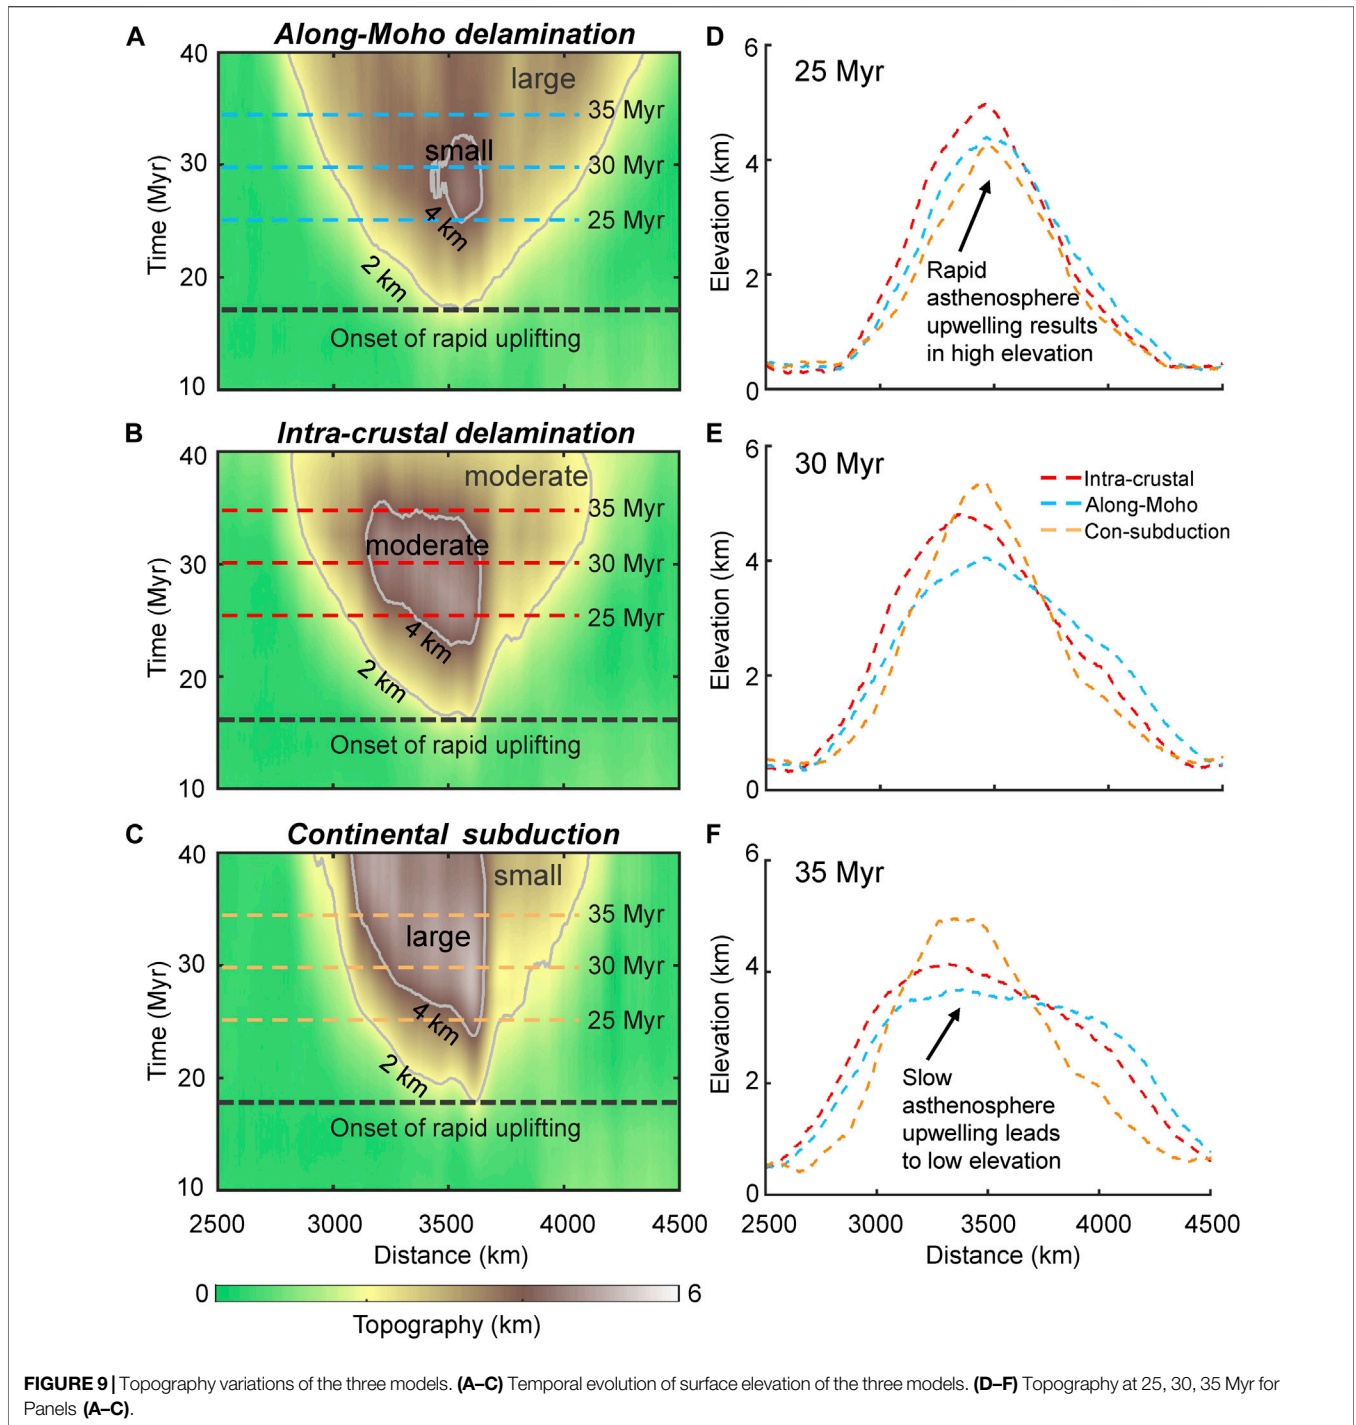 A
Along-Moho delamination
40
30
20
10
Time (Myr)
large
35 Myr
small
30 Myr
4 km
25 Myr
2 km
Onset of rapid uplifting
B
Intra-crustal delamination
40
30
20
10
Time (Myr)
moderate
35 Myr
moderate
30 Myr
25 Myr
4 km
2 km
Onset of rapid uplifting
C
Continental subduction
40
30
20
10
Time (Myr)
small
35 Myr
large
30 Myr
4 km
25 Myr
2 km
Onset of rapid uplifting
2500 3000 3500 4000 4500
Distance (km)
0 6
Topography (km)
D
6
4
2
0
Elevation (km)
25 Myr
Rapid
asthenosphere
upwelling results
in high elevation
E
6
4
2
0
Elevation (km)
30 Myr
Intra-crustal
Along-Moho
Con-subduction
F
6
4
2
0
Elevation (km)
35 Myr
Slow
asthenosphere
upwelling leads
to low elevation
2500 3000 3500 4000 4500
Distance (km)
FIGURE 9 | Topography variations of the three models. (A–C) Temporal evolution of surface elevation of the three models. (D–F) Topography at 25, 30, 35 Myr for
Panels (A–C).